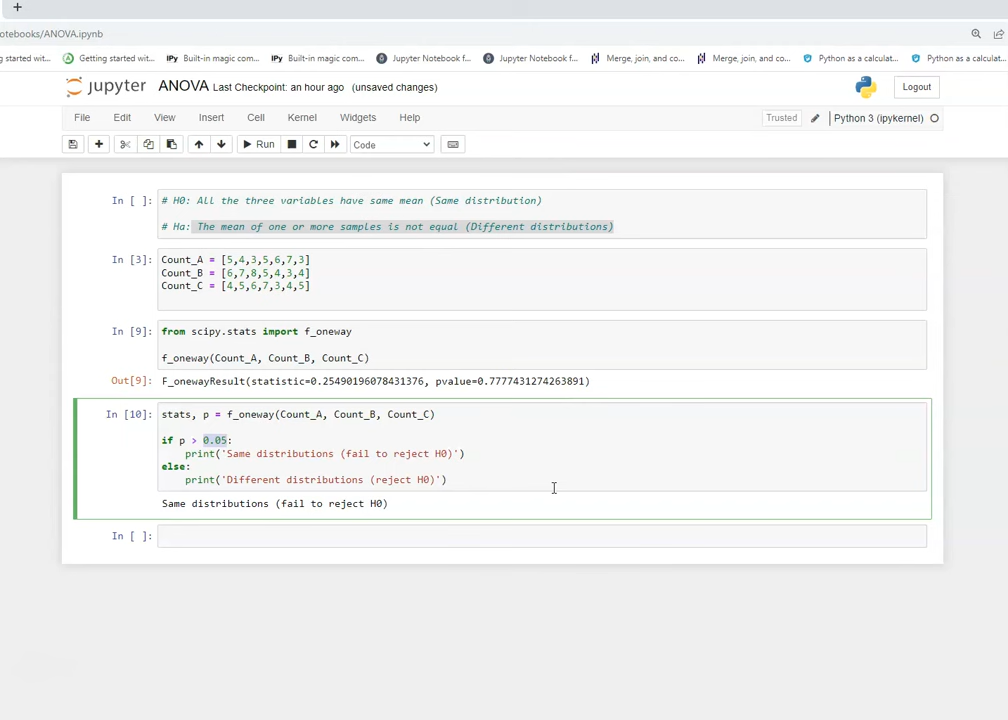 +
otebooks/ANOVA.ipynb
ng started wit... Getting started wit... IPy Built-in magic com... IPy Built-in magic com... Jupyter Notebook f... Jupyter Notebook f... Merge, join, and co... Merge, join, and co... Python as a calculat... Python as a calculat...
jupyter ANOVA Last Checkpoint: an hour ago (unsaved changes) Logout
File Edit View Insert Cell Kernel Widgets Help Trusted Python 3 (ipykernel)
Run Code
In [ ]: # H0: All the three variables have same mean (Same distribution)
# Ha: The mean of one or more samples is not equal (Different distributions)
In [3]: Count_A = [5,4,3,5,6,7,3]
Count_B = [6,7,8,5,4,3,4]
Count_C = [4,5,6,7,3,4,5]
In [9]: from scipy.stats import f_oneway
f_oneway(Count_A, Count_B, Count_C)
Out[9]: F_onewayResult(statistic=0.25490196078431376, pvalue=0.7777431274263891)
In [10]: stats, p = f_oneway(Count_A, Count_B, Count_C)
if p > 0.05:
print('Same distributions (fail to reject H0)')
else:
print('Different distributions (reject H0)')
Same distributions (fail to reject H0)
In [ ]: